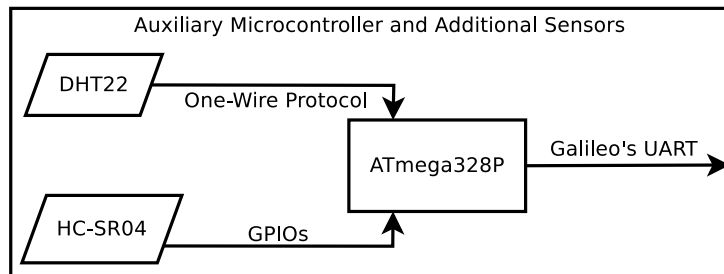 Auxiliary Microcontroller and Additional Sensors
DHT22
One-Wire Protocol
ATmega328P
Galileo's UART
HC-SR04
GPIOs